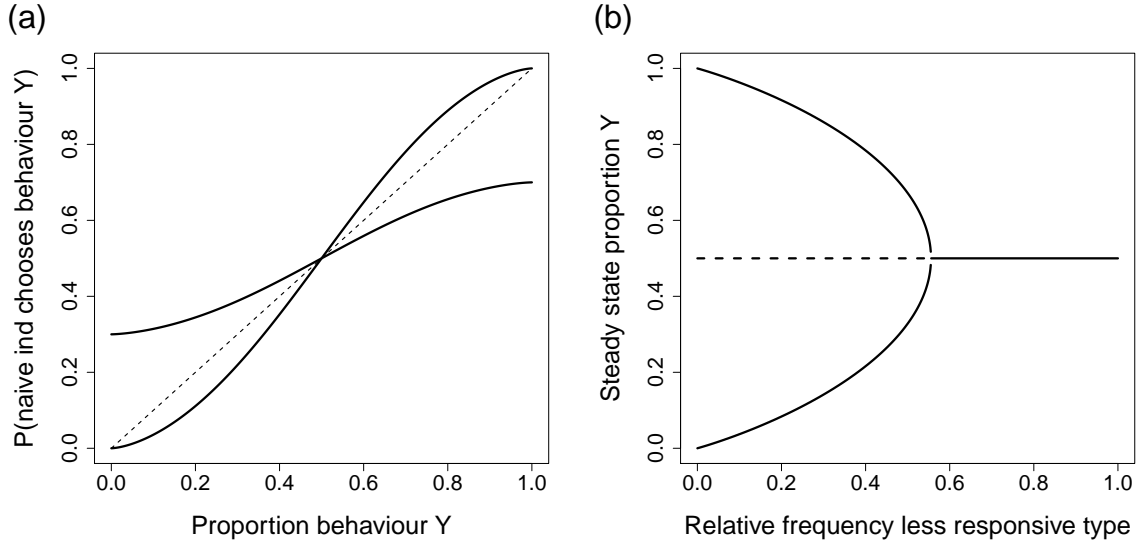 (a)
P(naive ind chooses behaviour Y)
1.0
0.8
0.6
0.4
0.2
0.0
0.0 0.2 0.4 0.6 0.8 1.0
Proportion behaviour Y
(b)
Steady state proportion Y
1.0
0.8
0.6
0.4
0.2
0.0
0.0 0.2 0.4 0.6 0.8 1.0
Relative frequency less responsive type